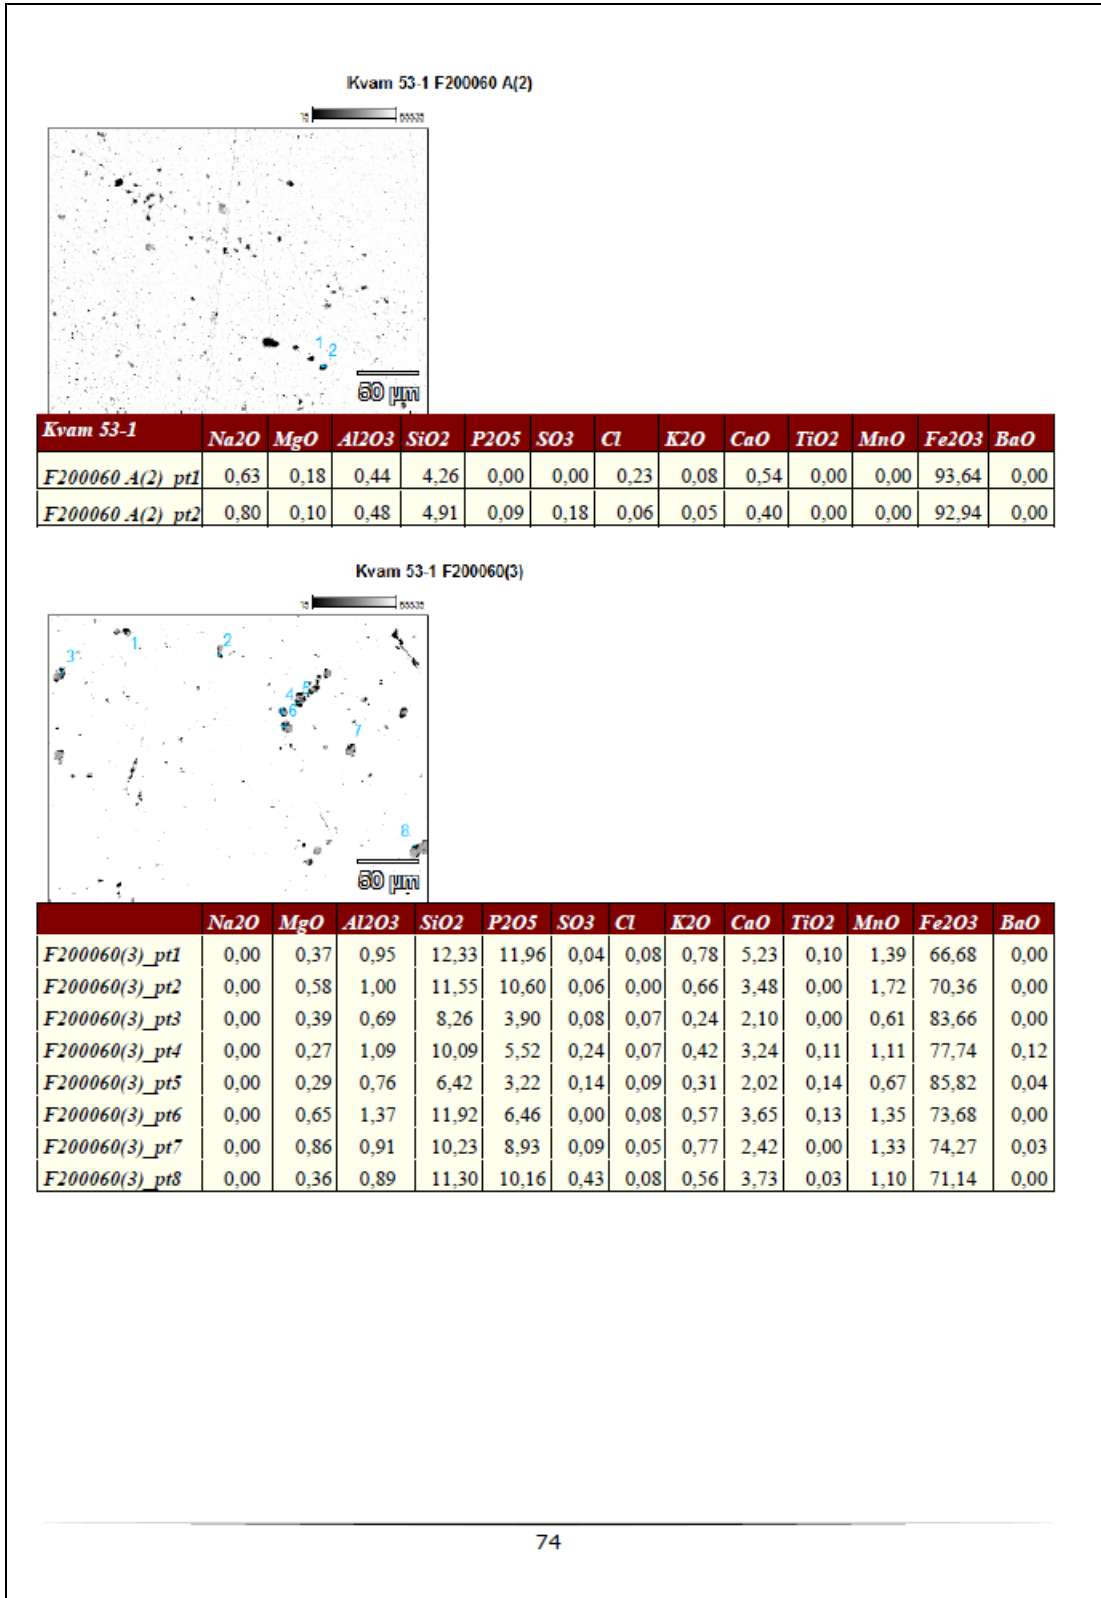 Kvam 53-1 F200060 A(2)
50 µm
Kvam 53-1 Na2O MgO Al2O3 SiO2 P2O5 SO3 Cl K2O CaO TiO2 MnO Fe2O3 BaO
F200060 A(2)_pt1 0,63 0,18 0,44 4,26 0,00 0,00 0,23 0,08 0,54 0,00 0,00 93,64 0,00
F200060 A(2)_pt2 0,80 0,10 0,48 4,91 0,09 0,18 0,06 0,05 0,40 0,00 0,00 92,94 0,00
Kvam 53-1 F200060(3)
1
2
3
4 5
6
7
8
50 µm
Na2O MgO Al2O3 SiO2 P2O5 SO3 Cl K2O CaO TiO2 MnO Fe2O3 BaO
F200060(3)_pt1 0,00 0,37 0,95 12,33 11,96 0,04 0,08 0,78 5,23 0,10 1,39 66,68 0,00
F200060(3)_pt2 0,00 0,58 1,00 11,55 10,60 0,06 0,00 0,66 3,48 0,00 1,72 70,36 0,00
F200060(3)_pt3 0,00 0,39 0,69 8,26 3,90 0,08 0,07 0,24 2,10 0,00 0,61 83,66 0,00
F200060(3)_pt4 0,00 0,27 1,09 10,09 5,52 0,24 0,07 0,42 3,24 0,11 1,11 77,74 0,12
F200060(3)_pt5 0,00 0,29 0,76 6,42 3,22 0,14 0,09 0,31 2,02 0,14 0,67 85,82 0,04
F200060(3)_pt6 0,00 0,65 1,37 11,92 6,46 0,00 0,08 0,57 3,65 0,13 1,35 73,68 0,00
F200060(3)_pt7 0,00 0,86 0,91 10,23 8,93 0,09 0,05 0,77 2,42 0,00 1,33 74,27 0,03
F200060(3)_pt8 0,00 0,36 0,89 11,30 10,16 0,43 0,08 0,56 3,73 0,03 1,10 71,14 0,00
74